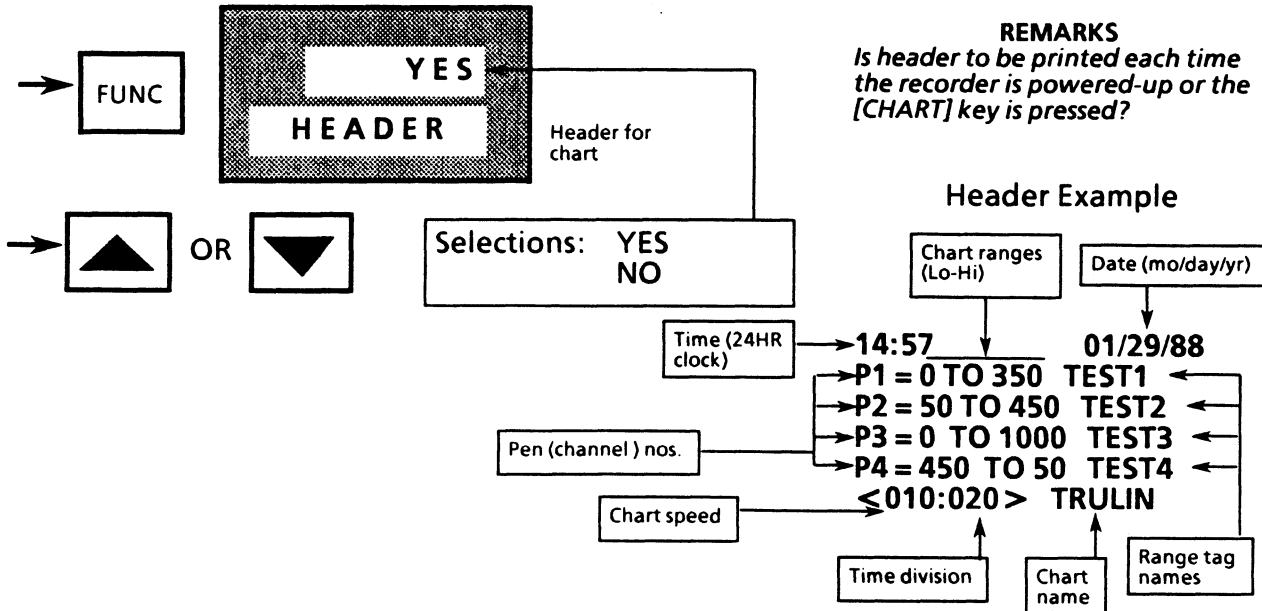 REMARKS
Is header to be printed each time
the recorder is powered-up or the
[CHART] key is pressed?
FUNC
YES
HEADER
Header for
chart
OR
Selections: YES
NO
Header Example
Chart ranges
(Lo-Hi)
Date (mo/day/yr)
Time (24HR
clock)
14:57 01/29/88
P1 = 0 TO 350 TEST1
P2 = 50 TO 450 TEST2
P3 = 0 TO 1000 TEST3
P4 = 450 TO 50 TEST4
<010:020> TRULIN
Pen (channel ) nos.
Chart speed
Time division
Chart
name
Range tag
names